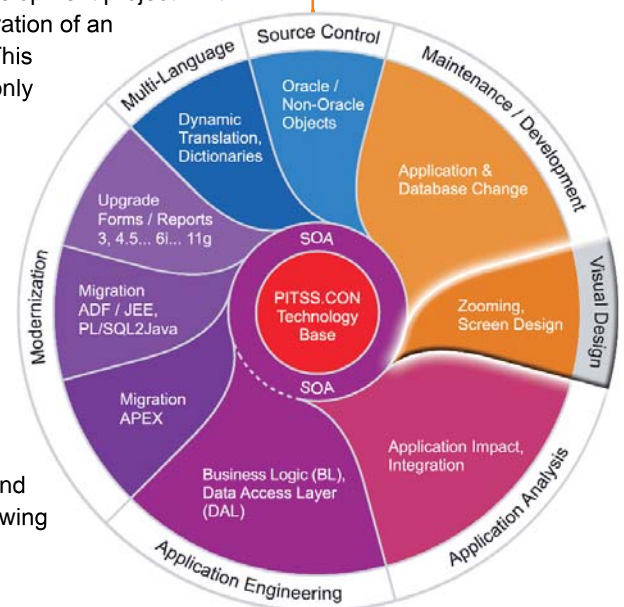 ration of an
This
only
Source Control
Multi-Language
Maintenance / Development
Oracle /
Non-Oracle
Objects
Dynamic
Translation,
Dictionaries
Application &
Database Change
Upgrade
Forms / Reports
3, 4.5... 6i... 11g
SOA
Modernization
Migration
ADF / JEE,
PL/SQL2Java
PITSS.CON
Technology
Base
Zooming,
Screen Design
Visual Design
SOA
Migration
APEX
Application Impact,
Integration
Business Logic (BL),
Data Access Layer
(DAL)
nd
wing
Application Engineering
Application Analysis